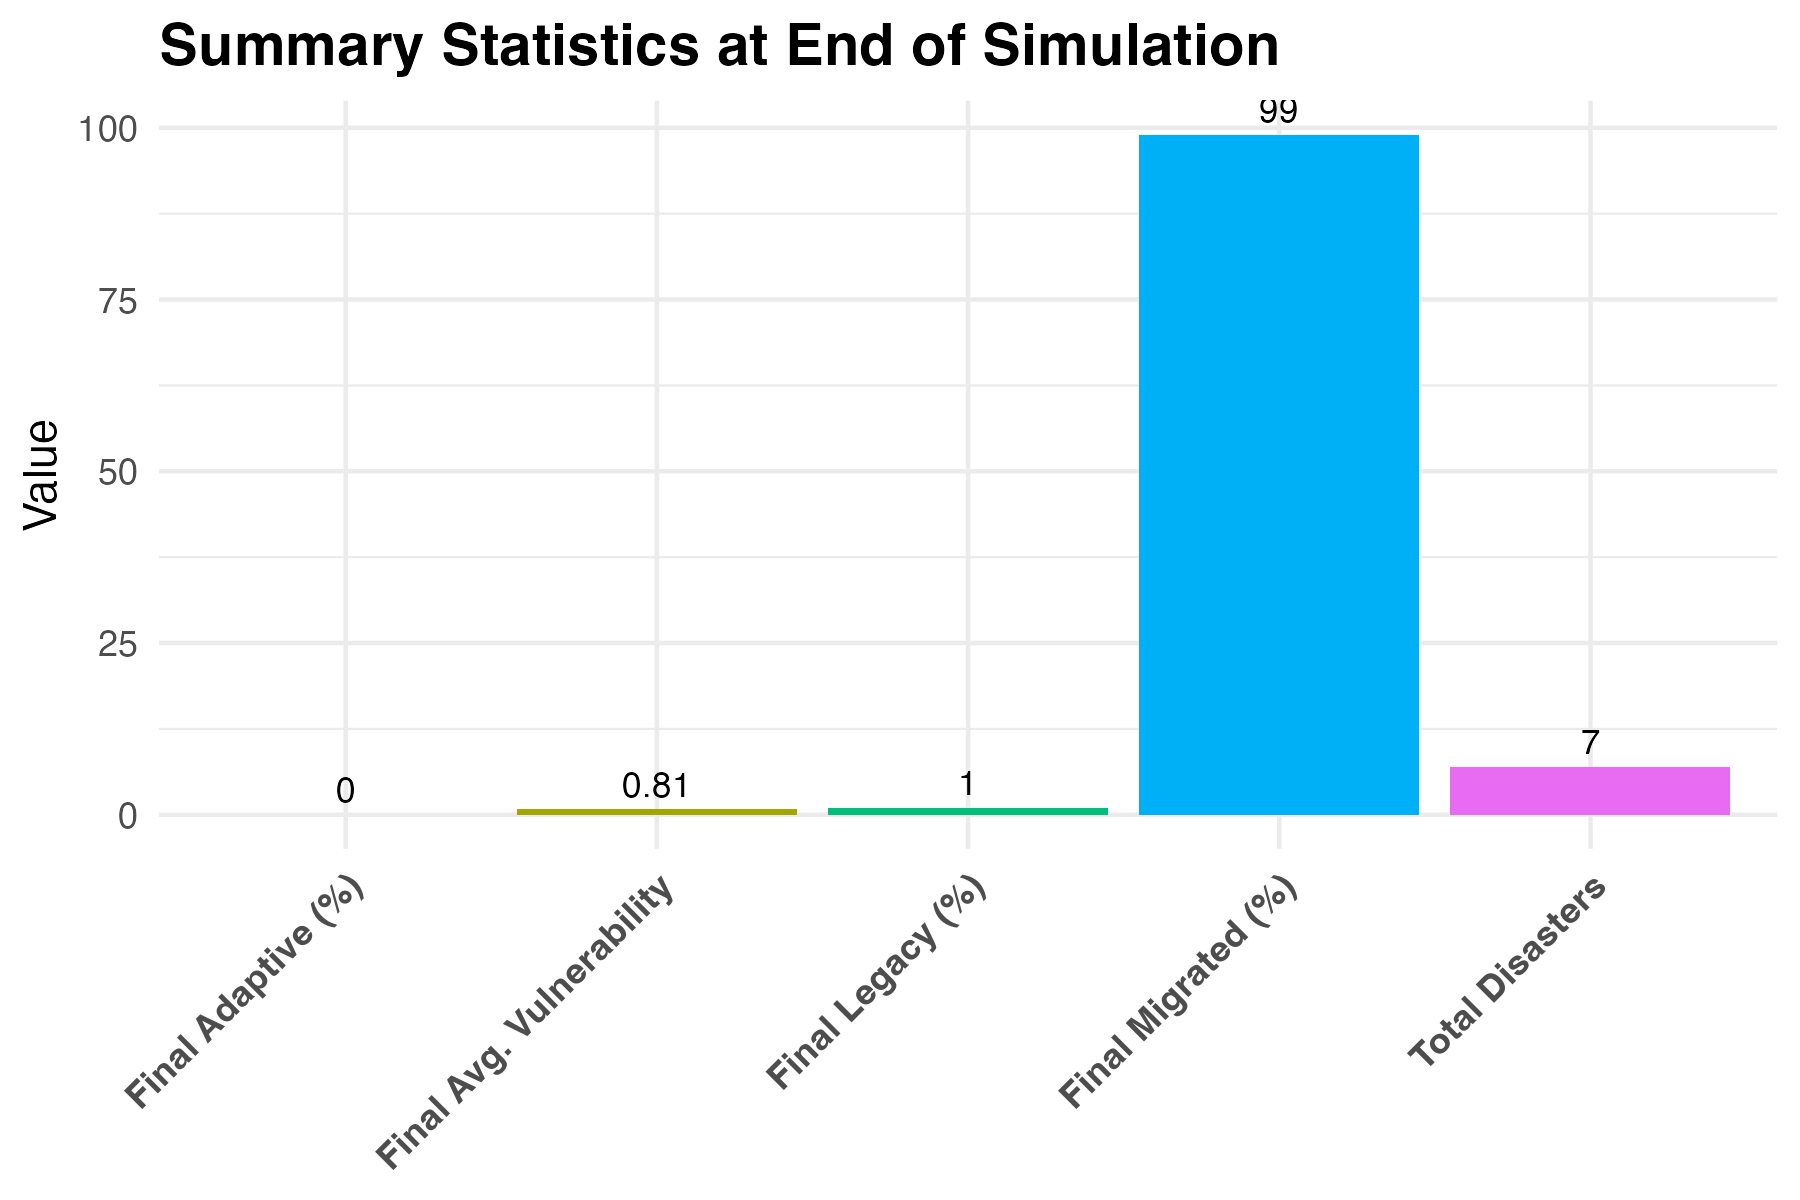 Summary Statistics at End of Simulation
Value
100
75
50
25
0
0
0.81
1
99
7
Final Adaptive (%)
Final Avg. Vulnerability
Final Legacy (%)
Final Migrated (%)
Total Disasters